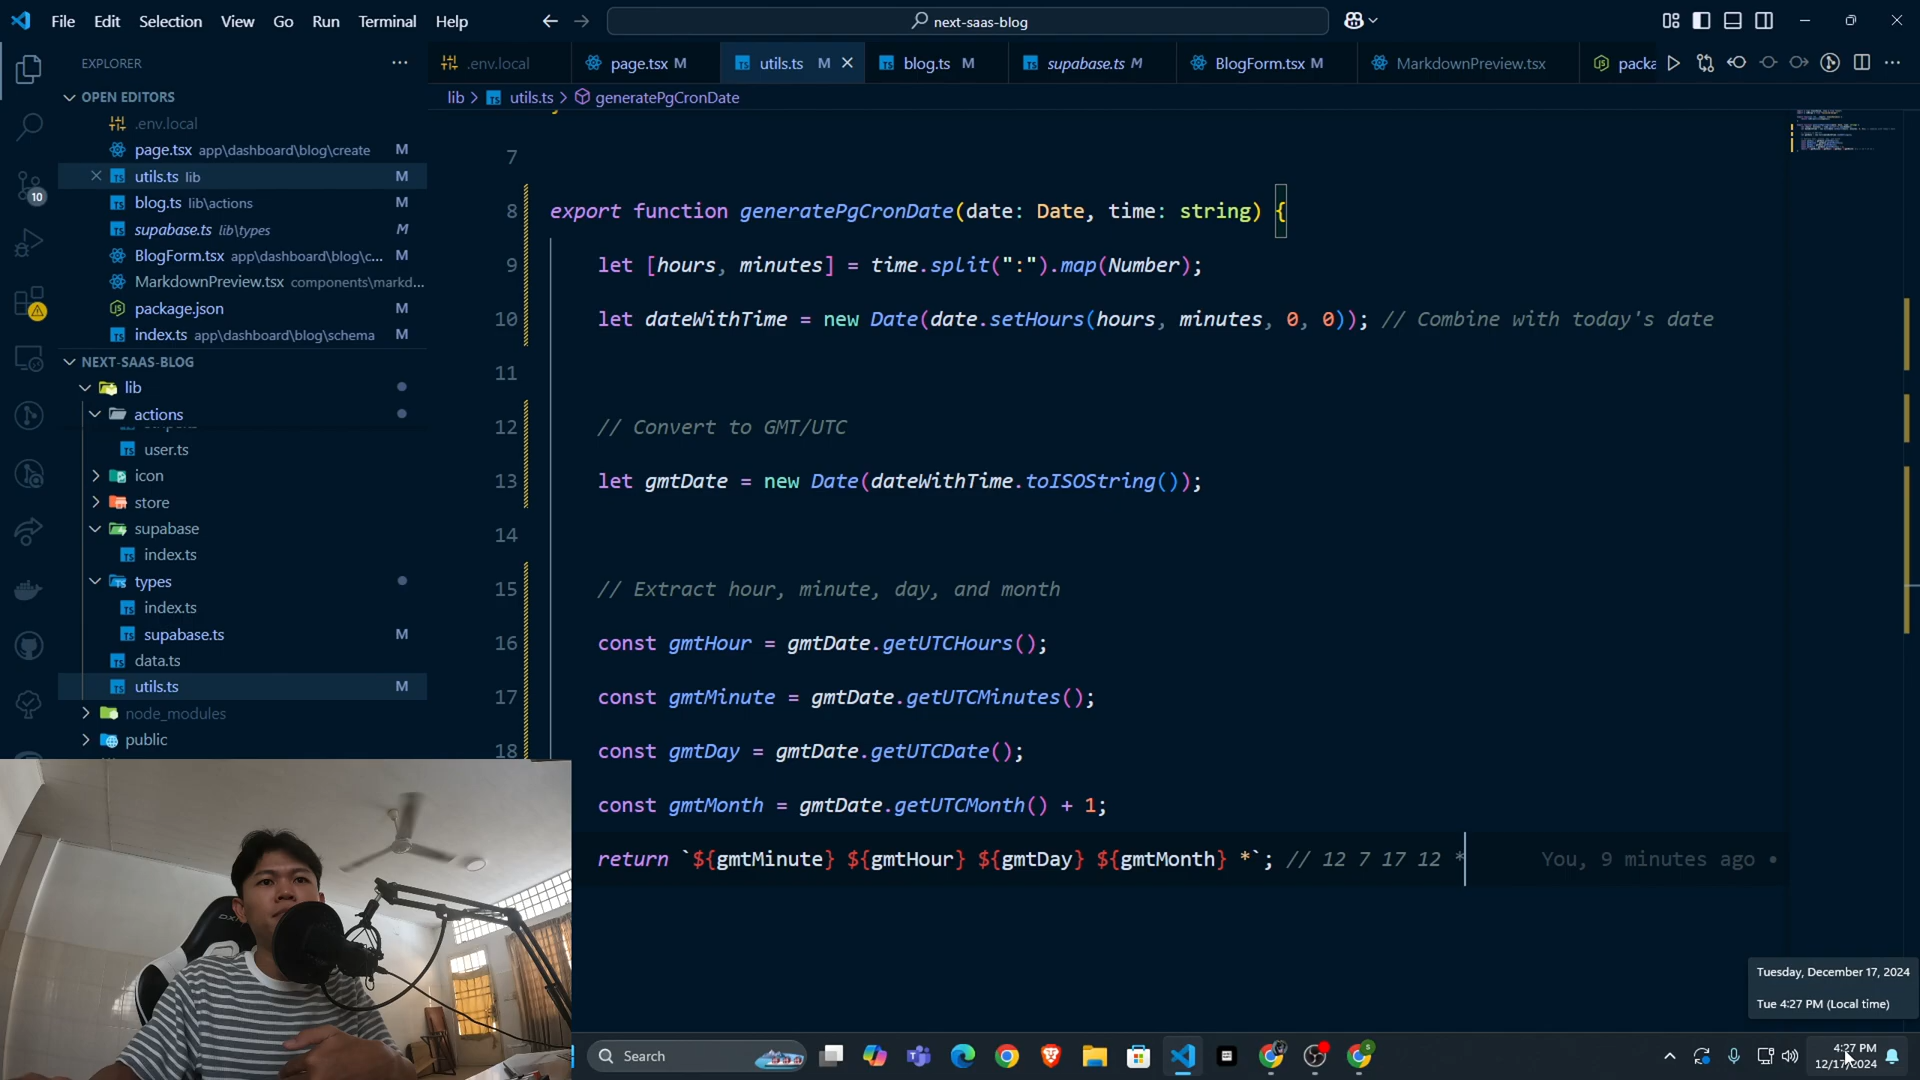 File Edit Selection View Go Run Terminal Help
next-saas-blog
EXPLORER
OPEN EDITORS
.env.local
page.tsx app\dashboard\blog\create M
utils.ts lib M
blog.ts lib\actions M
supabase.ts lib\types M
BlogForm.tsx app\dashboard\blog\c... M
MarkdownPreview.tsx components\markd...
package.json M
index.ts app\dashboard\blog\schema M
NEXT-SAAS-BLOG
lib
actions
user.ts
icon
store
supabase
index.ts
types
index.ts
supabase.ts M
data.ts
utils.ts M
node_modules
public
10
.env.local
page.tsx M
utils.ts M
blog.ts M
supabase.ts M
BlogForm.tsx M
MarkdownPreview.tsx
packa
lib > utils.ts > generatePgCronDate
7
8 export function generatePgCronDate(date: Date, time: string) {
9 let [hours, minutes] = time.split(":").map(Number);
10 let dateWithTime = new Date(date.setHours(hours, minutes, 0, 0)); // Combine with today's date
11
12 // Convert to GMT/UTC
13 let gmtDate = new Date(dateWithTime.toISOString());
14
15 // Extract hour, minute, day, and month
16 const gmtHour = gmtDate.getUTCHours();
17 const gmtMinute = gmtDate.getUTCMinutes();
18 const gmtDay = gmtDate.getUTCDate();
const gmtMonth = gmtDate.getUTCMonth() + 1;
return `${gmtMinute} ${gmtHour} ${gmtDay} ${gmtMonth} *`; // 12 7 17 12 * You, 9 minutes ago •
Tuesday, December 17, 2024
Tue 4:27 PM (Local time)
Search
4:27 PM
12/17/2024